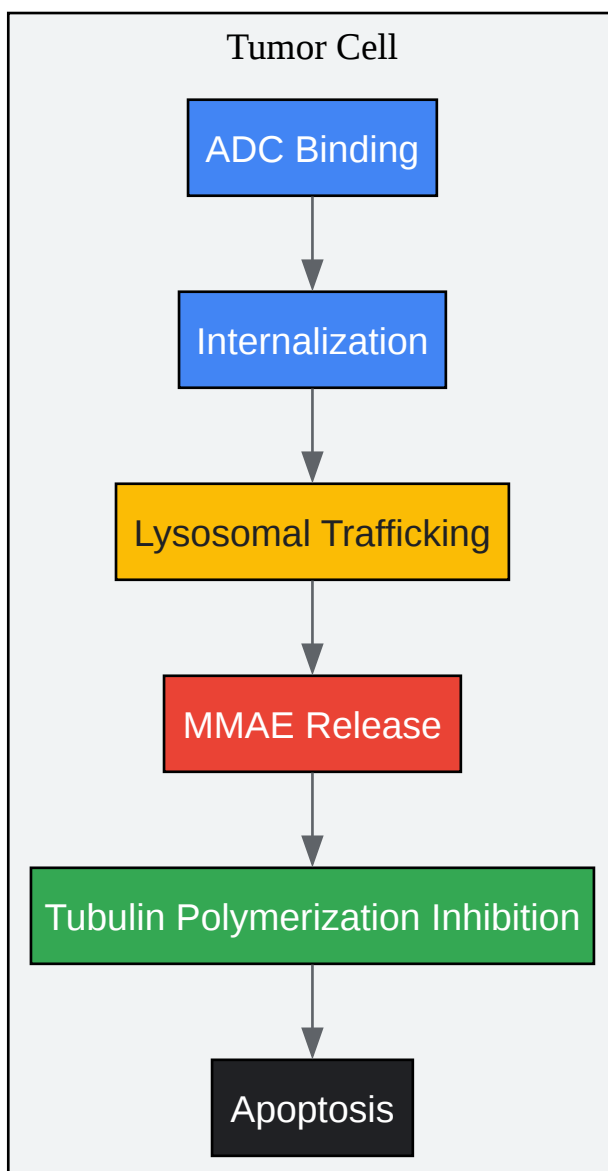 Tumor Cell
ADC Binding
Internalization
Lysosomal Trafficking
MMAE Release
Tubulin Polymerization Inhibition
Apoptosis